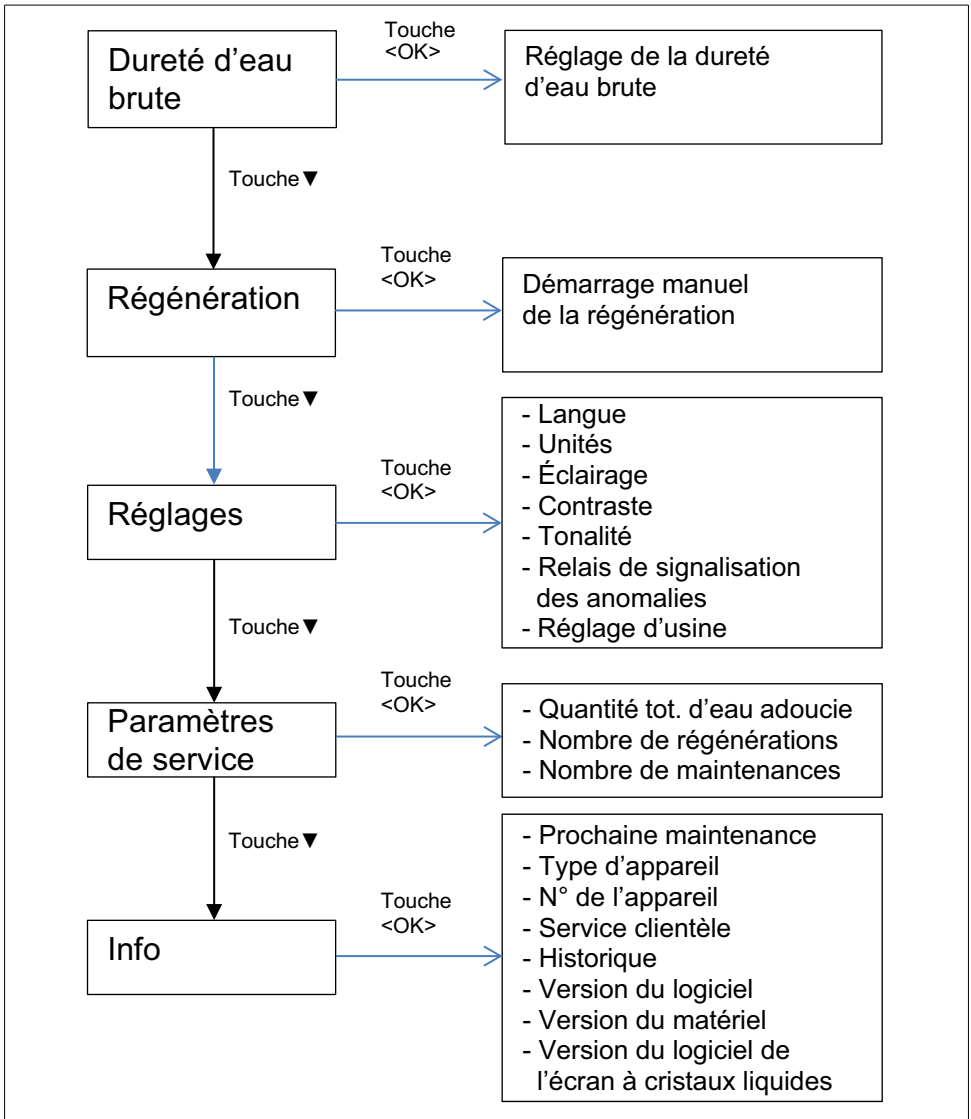 Dureté d’eau
brute
Touche
<OK>
Réglage de la dureté
d’eau brute
Touche▼
Régénération
Touche
<OK>
Démarrage manuel
de la régénération
Touche▼
Réglages
Touche
<OK>
- Langue
- Unités
- Éclairage
- Contraste
- Tonalité
- Relais de signalisation
des anomalies
- Réglage d’usine
Touche▼
Paramètres
de service
Touche
<OK>
- Quantité tot. d’eau adoucie
- Nombre de régénérations
- Nombre de maintenances
Touche▼
Info
Touche
<OK>
- Prochaine maintenance
- Type d’appareil
- N° de l’appareil
- Service clientèle
- Historique
- Version du logiciel
- Version du matériel
- Version du logiciel de
l’écran à cristaux liquides